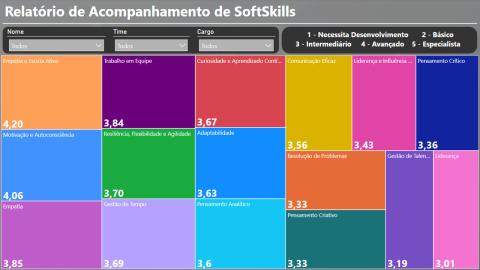 Relatório de Acompanhamento de SoftSkills
Nome
Todos
Time
Todos
Cargo
Todos
1 - Necessita Desenvolvimento 2 - Básico
3 - Intermediário 4 - Avançado 5 - Especialista
Empatia e Escuta Ativa
4,20
Motivação e Autoconsciência
4,06
Empatia
3,85
Trabalho em Equipe
3,84
Resiliência, Flexibilidade e Agilidade
3,70
Gestão de Tempo
3,69
Curiosidade e Aprendizado Contí...
3,67
Adaptabilidade
3,63
Pensamento Analítico
3,6
Comunicação Eficaz
3,56
Liderança e Influência ...
3,43
Pensamento Crítico
3,36
Resolução de Problemas
3,33
Pensamento Criativo
3,33
Gestão de Talen...
3,19
Liderança
3,01